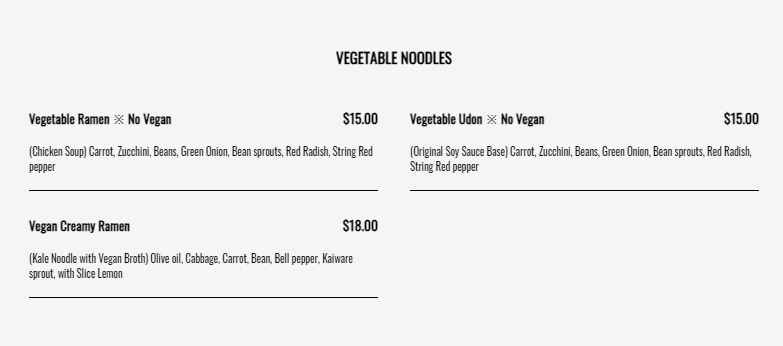 VEGETABLE NOODLES
Vegetable Ramen ※ No Vegan $15.00
(Chicken Soup) Carrot, Zucchini, Beans, Green Onion, Bean sprouts, Red Radish, String Red
pepper
Vegetable Udon ※ No Vegan $15.00
(Original Soy Sauce Base) Carrot, Zucchini, Beans, Green Onion, Bean sprouts, Red Radish,
String Red pepper
Vegan Creamy Ramen $18.00
(Kale Noodle with Vegan Broth) Olive oil, Cabbage, Carrot, Bean, Bell pepper, Kaiware
sprout, with Slice Lemon